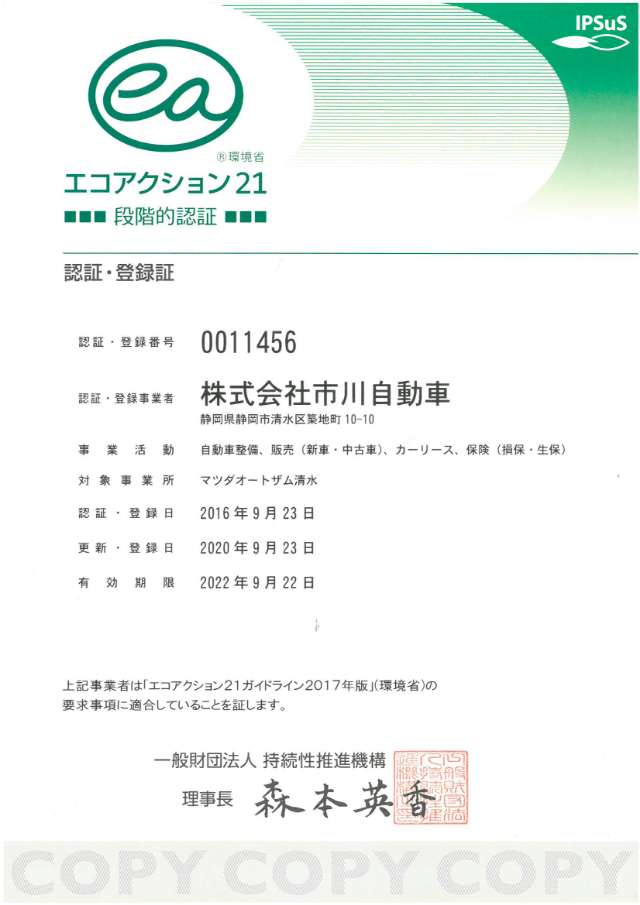 IPSuS
ea
®環境省
エコアクション21
■■■ 段階的認証 ■■■
認証・登録証
認証・登録番号 0011456
認証・登録事業者 株式会社市川自動車
静岡県静岡市清水区築地町 10-10
事業活動 自動車整備、販売（新車・中古車）、カーリース、保険（損保・生保）
対象事業所 マツダオートザム清水
認証・登録日 2016年9月23日
更新・登録日 2020年9月23日
有効期限 2022年9月22日
上記事業者は「エコアクション21ガイドライン2017年版」（環境省）の
要求事項に適合していることを証します。
一般財団法人 持続性推進機構
理事長 森本英香
COPY COPY COPY